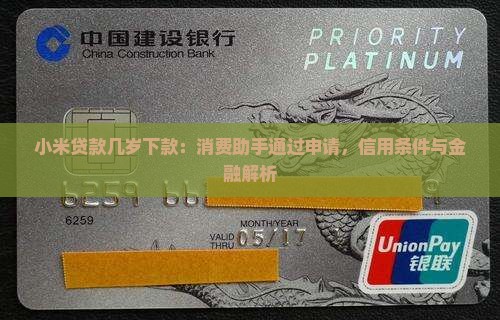 中国建设银行
China Construction Bank
PRIORITY
PLATINUM
小米贷款几岁下款：消费助手通过申请，信用条件与金
融解析
6259
6259
MONTH/YEAR
VALID
THRU
05/17
UnionPay
银联